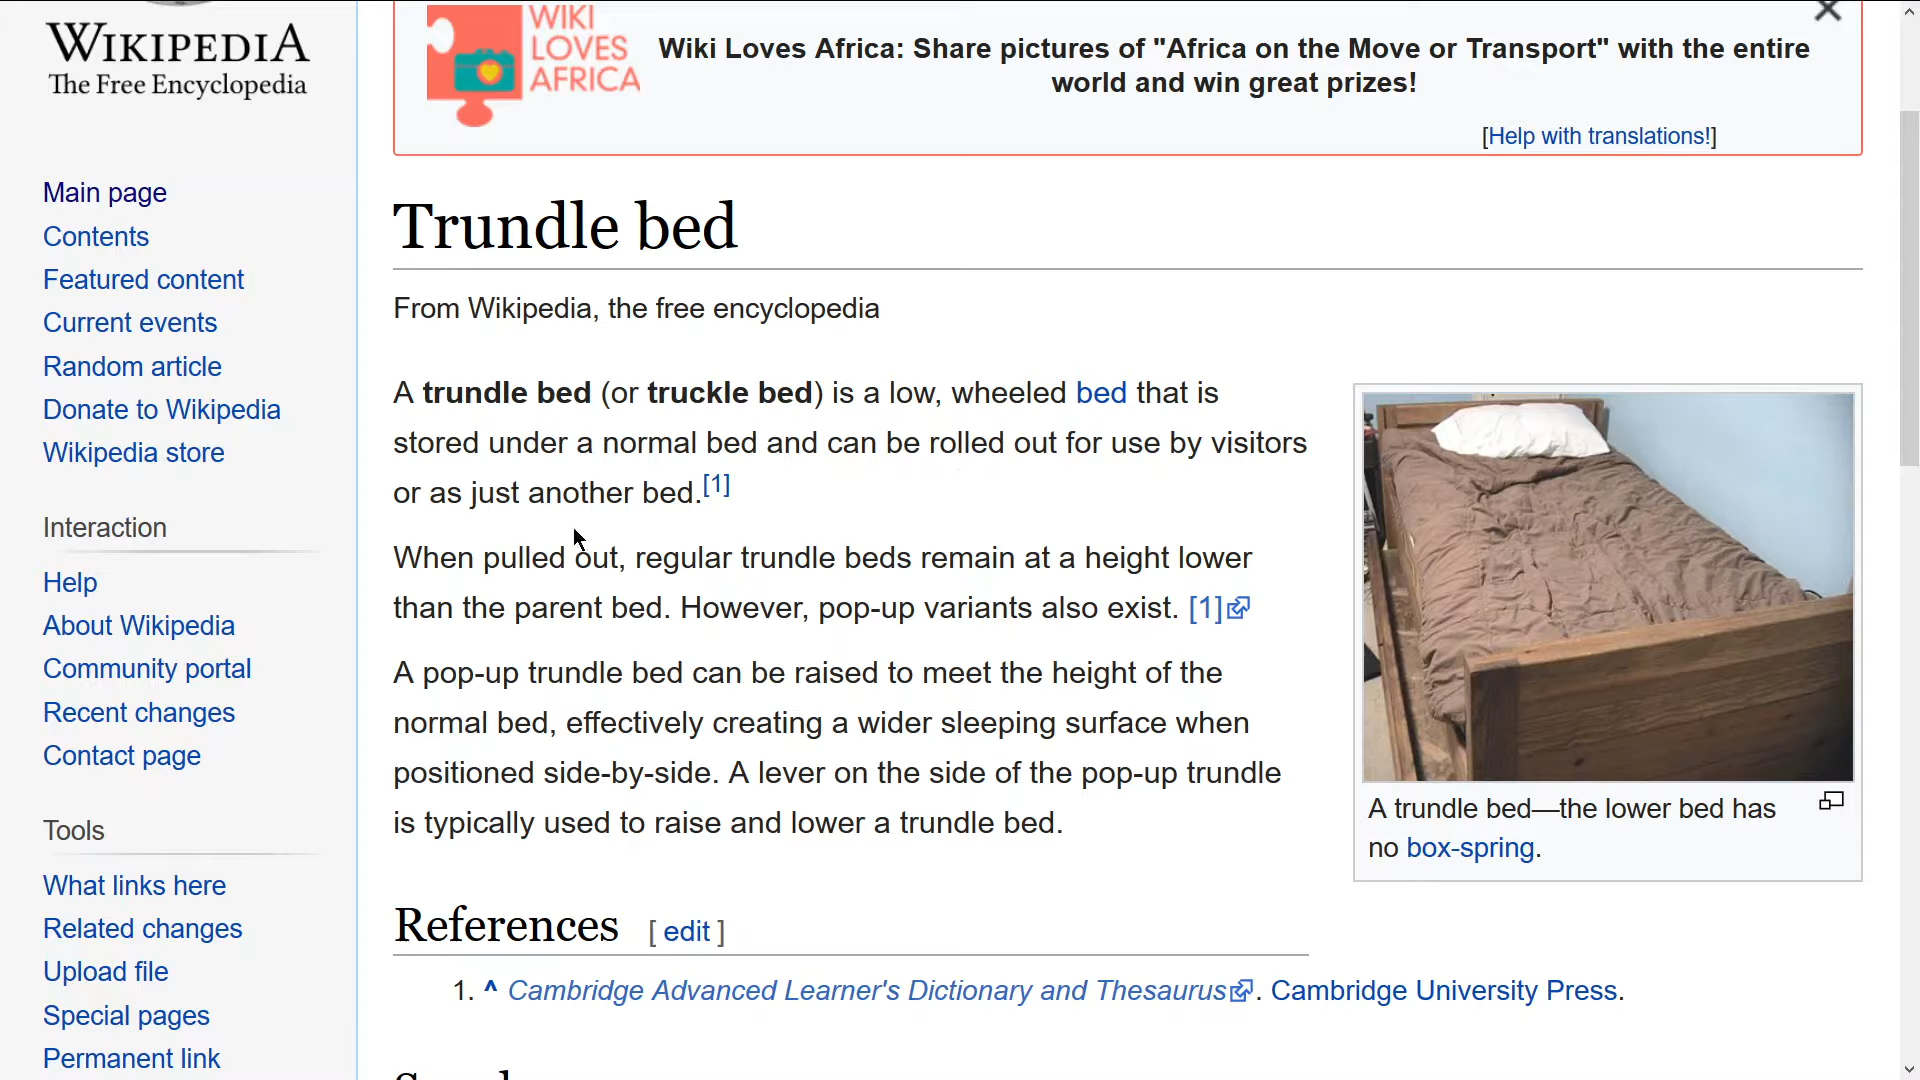 WIKIPEDIA
The Free Encyclopedia
Main page
Contents
Featured content
Current events
Random article
Donate to Wikipedia
Wikipedia store
Interaction
Help
About Wikipedia
Community portal
Recent changes
Contact page
Tools
What links here
Related changes
Upload file
Special pages
Permanent link
WIKI
LOVES
AFRICA
Wiki Loves Africa: Share pictures of "Africa on the Move or Transport" with the entire
world and win great prizes!
[Help with translations!]
Trundle bed
From Wikipedia, the free encyclopedia
A trundle bed (or truckle bed) is a low, wheeled bed that is
stored under a normal bed and can be rolled out for use by visitors
or as just another bed.[1]
When pulled out, regular trundle beds remain at a height lower
than the parent bed. However, pop-up variants also exist. [1]
A pop-up trundle bed can be raised to meet the height of the
normal bed, effectively creating a wider sleeping surface when
positioned side-by-side. A lever on the side of the pop-up trundle
is typically used to raise and lower a trundle bed.
A trundle bed—the lower bed has
no box-spring.
References [ edit ]
1. ^ Cambridge Advanced Learner's Dictionary and Thesaurus. Cambridge University Press.